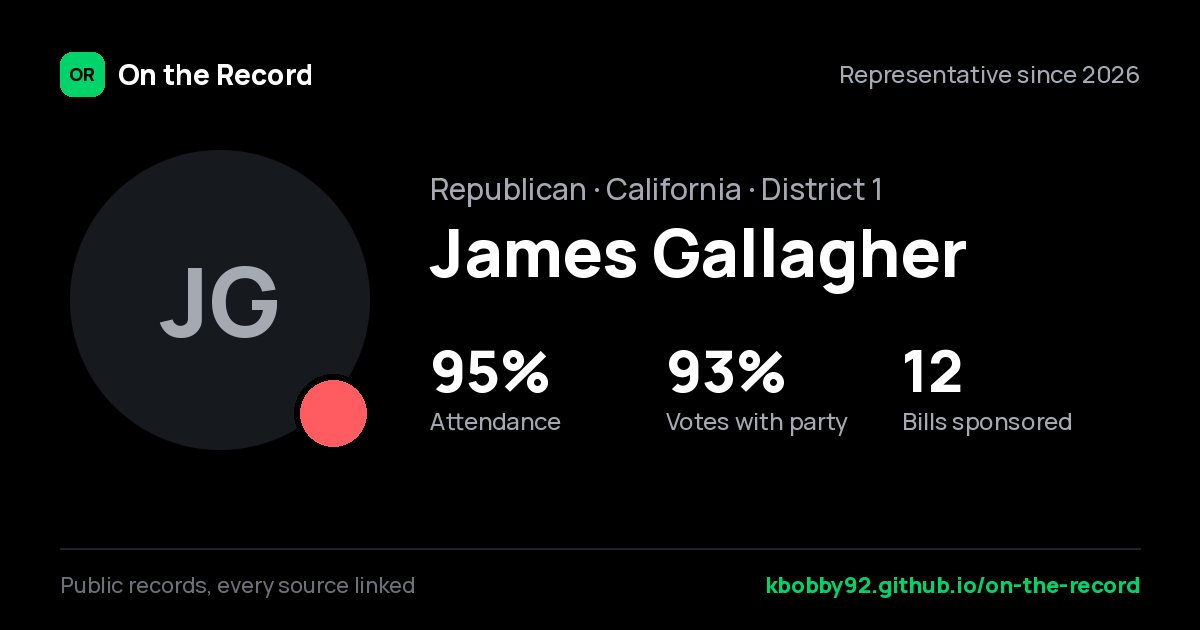 OR On the Record
Representative since 2026
Republican · California · District 1
James Gallagher
JG
95%
Attendance
93%
Votes with party
12
Bills sponsored
Public records, every source linked
kbobby92.github.io/on-the-record